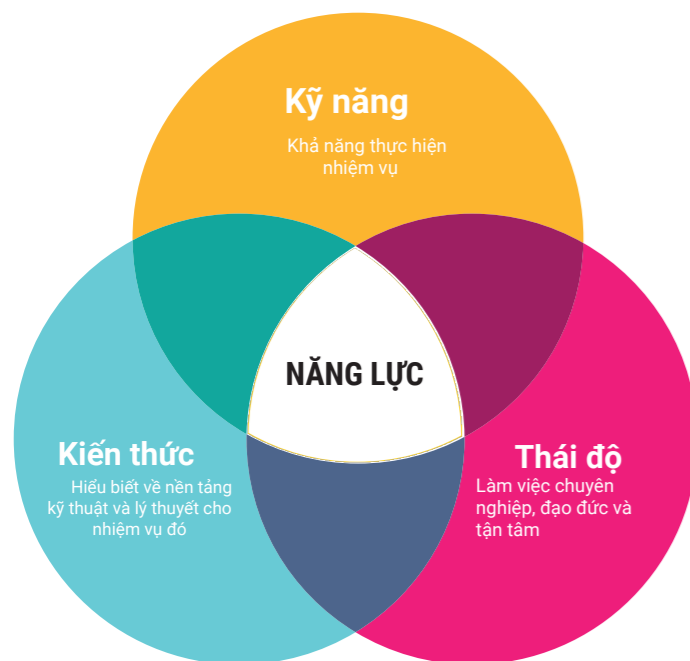 Kỹ năng
Khả năng thực hiện
nhiệm vụ
NĂNG LỰC
Kiến thức
Hiểu biết về nền tảng
kỹ thuật và lý thuyết cho
nhiệm vụ đó
Thái độ
Làm việc chuyên
nghiệp, đạo đức và
tận tâm